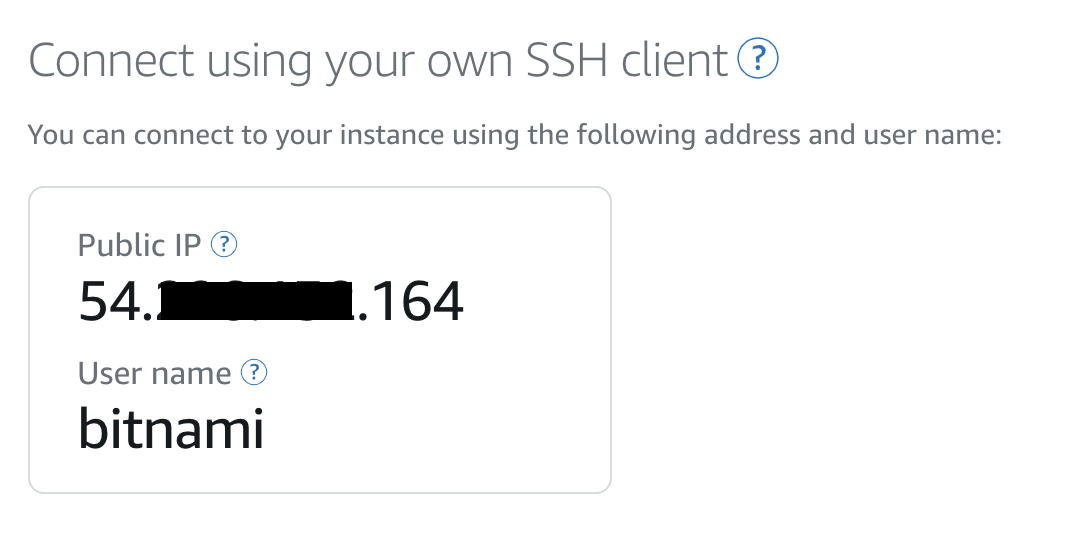 Connect using your own SSH client ?
You can connect to your instance using the following address and user name:
Public IP ?
54. .164
User name ?
bitnami